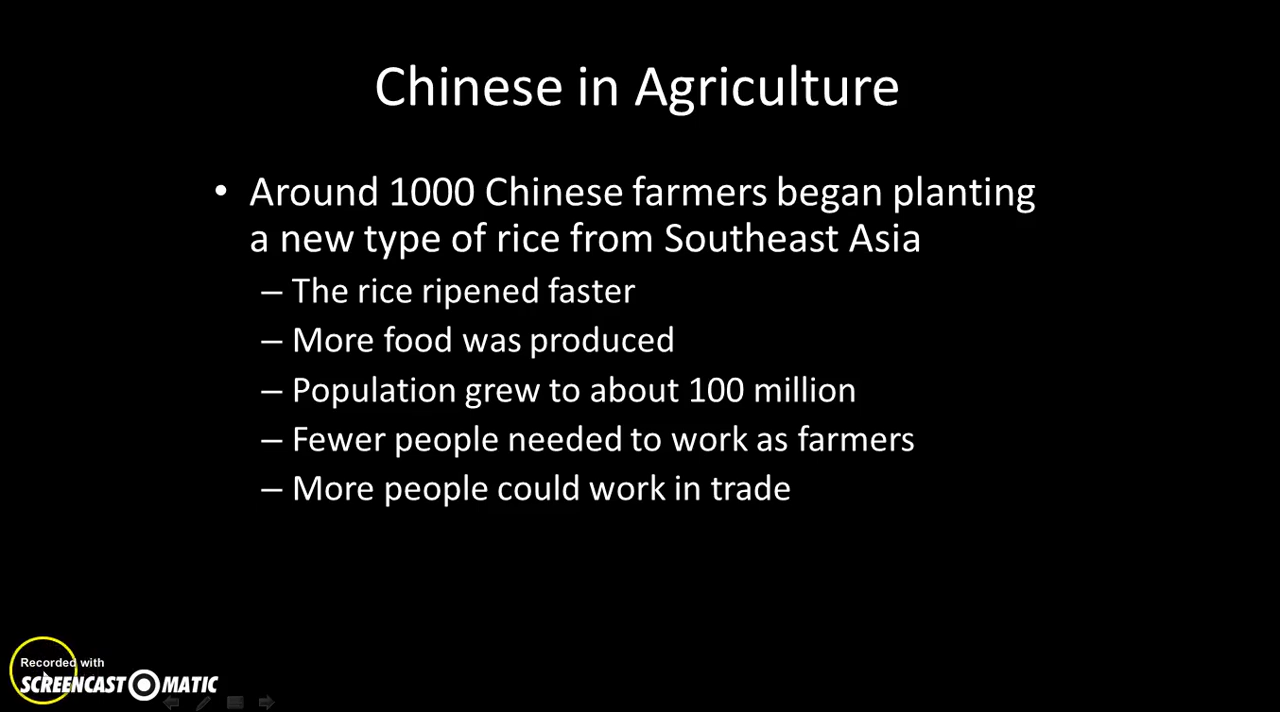 Chinese in Agriculture
• Around 1000 Chinese farmers began planting
a new type of rice from Southeast Asia
– The rice ripened faster
– More food was produced
– Population grew to about 100 million
– Fewer people needed to work as farmers
– More people could work in trade
Recorded with
SCREENCAST MATIC